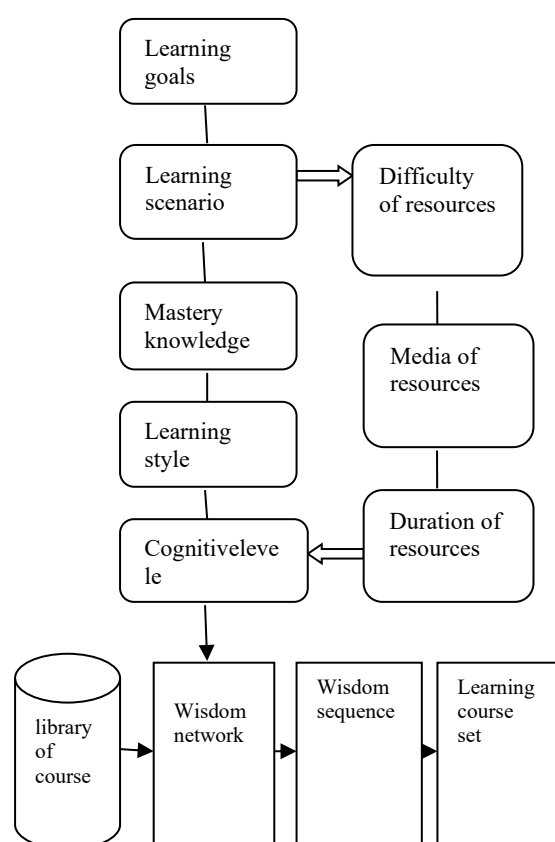 Learning
goals
Learning
scenario
Difficulty
of resources
Mastery
knowledge
Media of
resources
Learning
style
Duration of
resources
Cognitiveleve
le
library
of
course
Wisdom
network
Wisdom
sequence
Learning
course
set